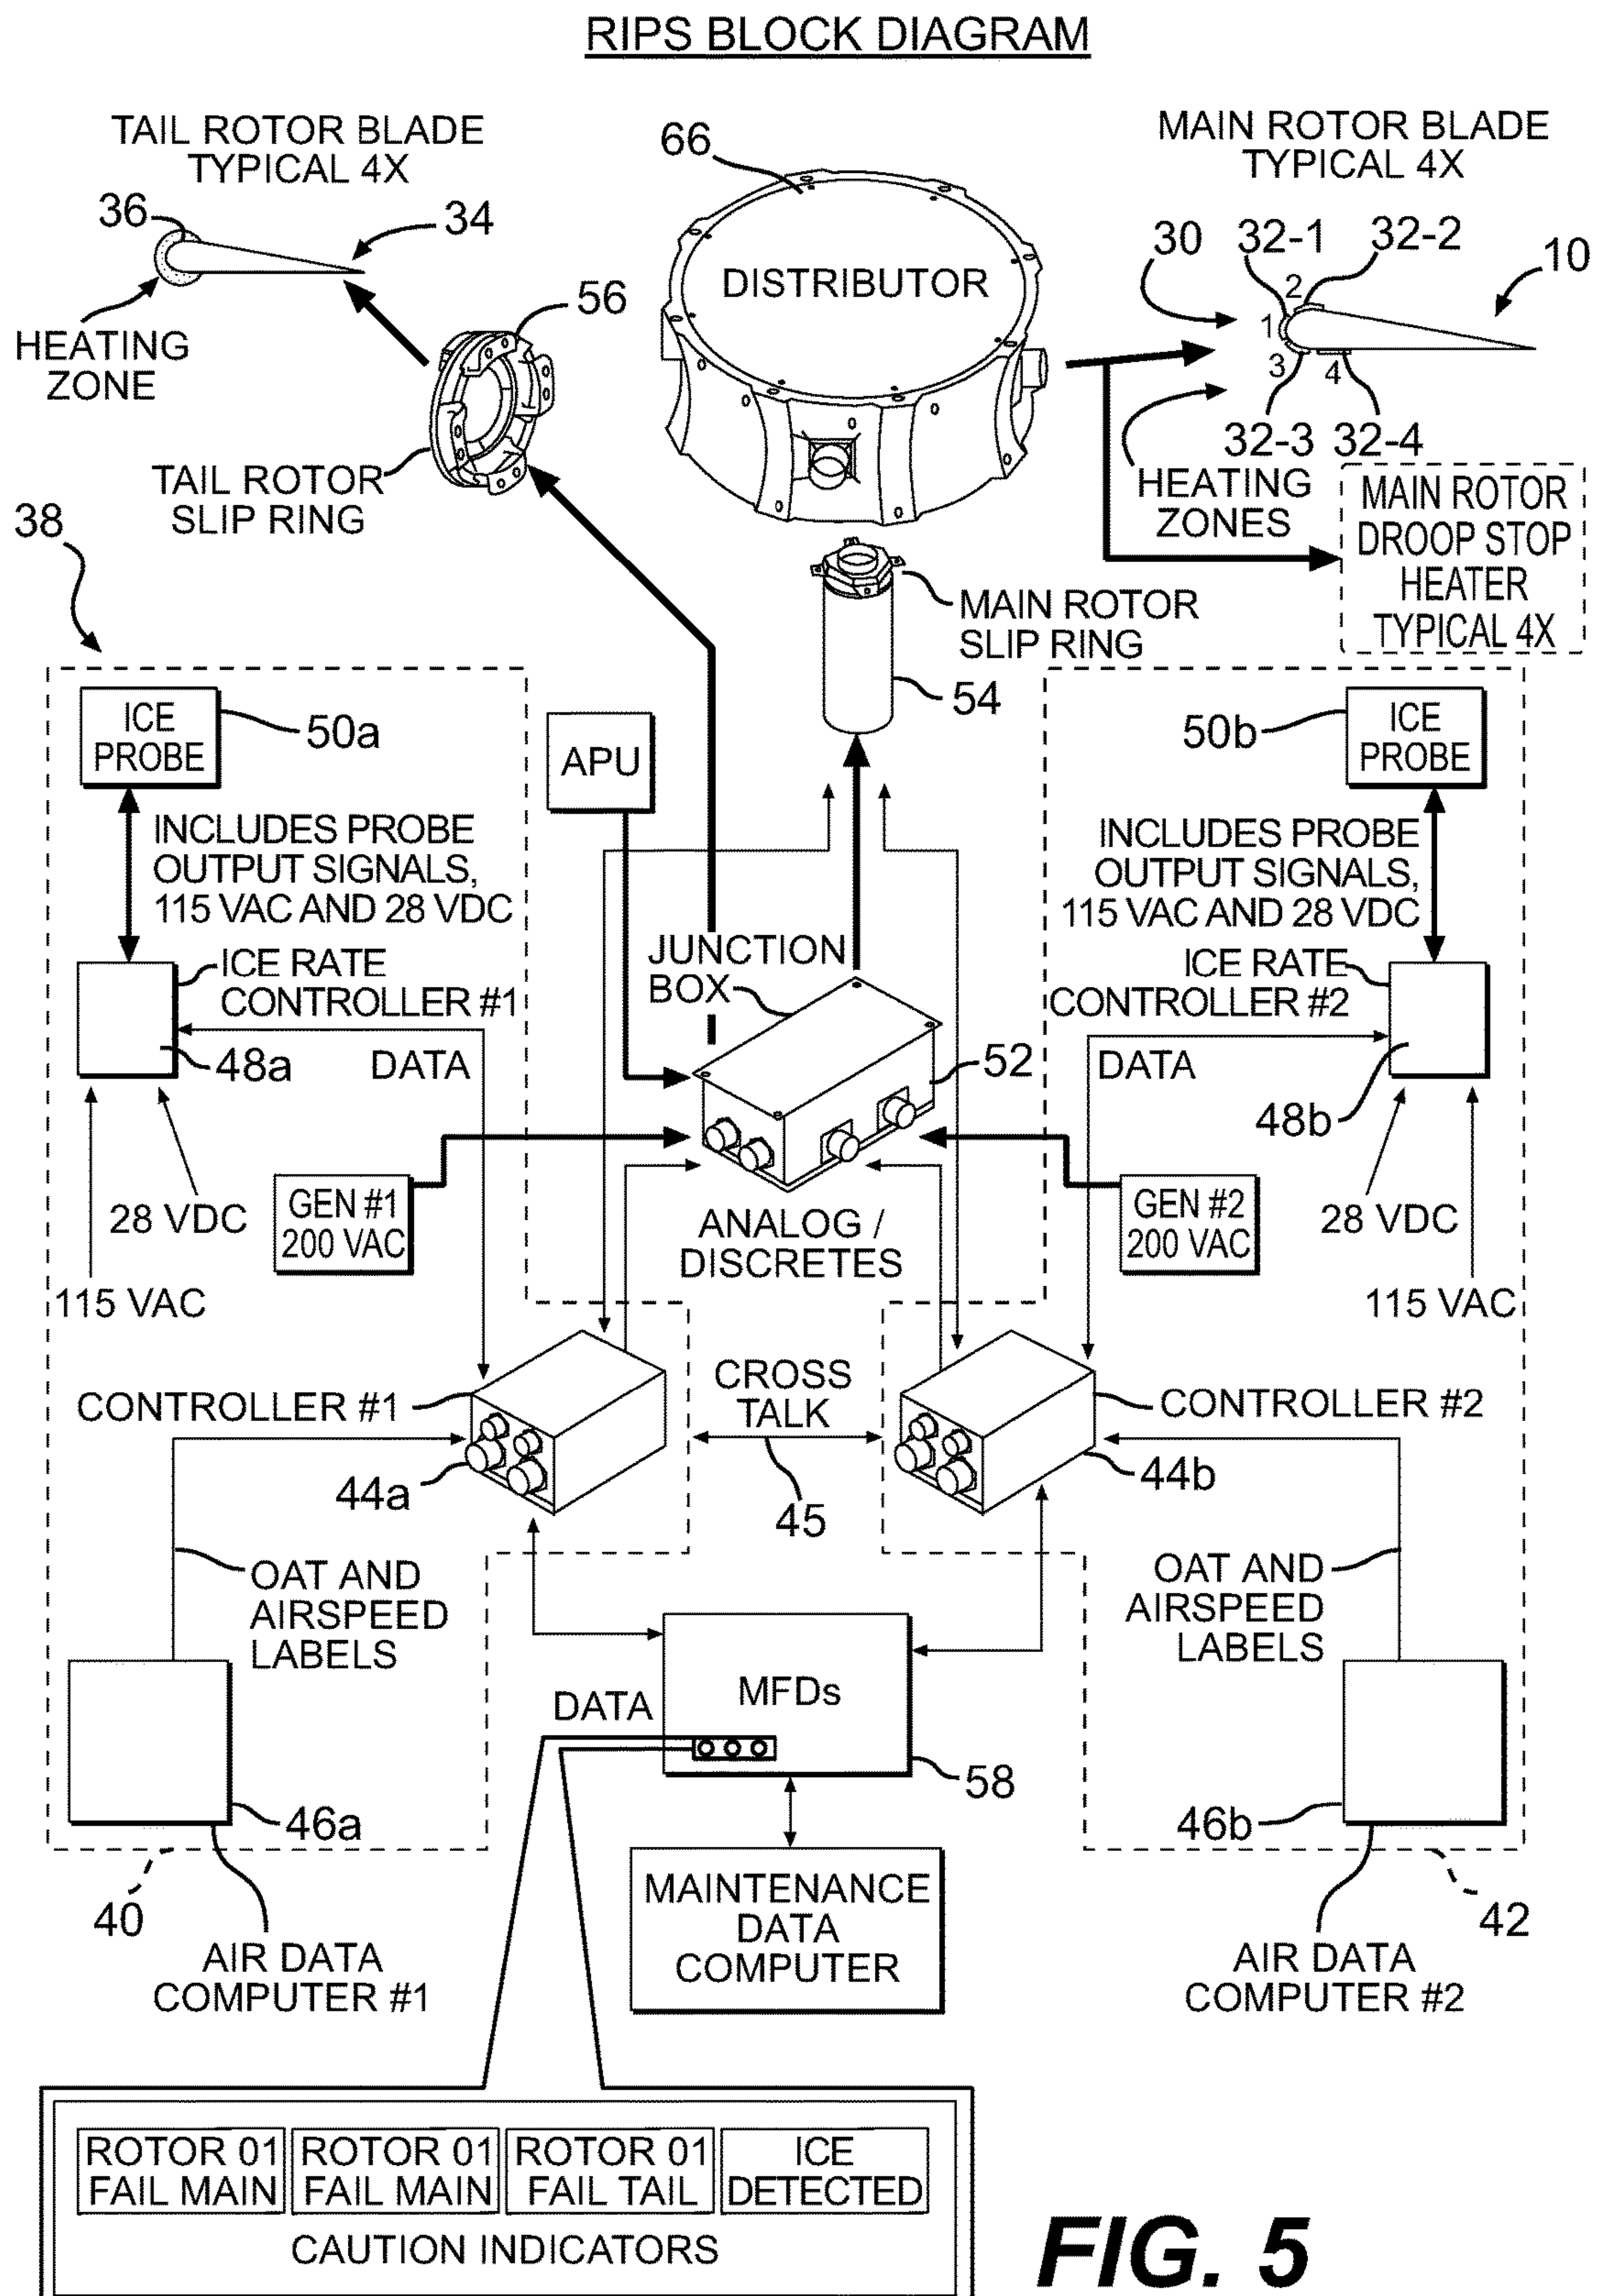 RIPS BLOCK DIAGRAM
TAIL ROTOR BLADE
TYPICAL 4X
66
MAIN ROTOR BLADE
TYPICAL 4X
36
34
30
32-1
32-2
10
DISTRIBUTOR
2
1
3
4
HEATING
ZONE
56
32-3
32-4
TAIL ROTOR
SLIP RING
HEATING
ZONES
MAIN ROTOR
DROOP STOP
HEATER
TYPICAL 4X
38
MAIN ROTOR
SLIP RING
54
ICE
PROBE
50a
APU
50b
ICE
PROBE
INCLUDES PROBE
OUTPUT SIGNALS,
115 VAC AND 28 VDC
INCLUDES PROBE
OUTPUT SIGNALS,
115 VAC AND 28 VDC
JUNCTION
BOX
ICE RATE
CONTROLLER #1
ICE RATE
CONTROLLER #2
48a
DATA
52
DATA
48b
28 VDC
GEN #1
200 VAC
ANALOG /
DISCRETES
GEN #2
200 VAC
28 VDC
115 VAC
115 VAC
CONTROLLER #1
CROSS
TALK
CONTROLLER #2
44a
45
44b
OAT AND
AIRSPEED
LABELS
OAT AND
AIRSPEED
LABELS
DATA
MFDs
58
46a
46b
40
42
AIR DATA
COMPUTER #1
MAINTENANCE
DATA
COMPUTER
AIR DATA
COMPUTER #2
ROTOR 01
FAIL MAIN
ROTOR 01
FAIL MAIN
ROTOR 01
FAIL TAIL
ICE
DETECTED
CAUTION INDICATORS
FIG. 5